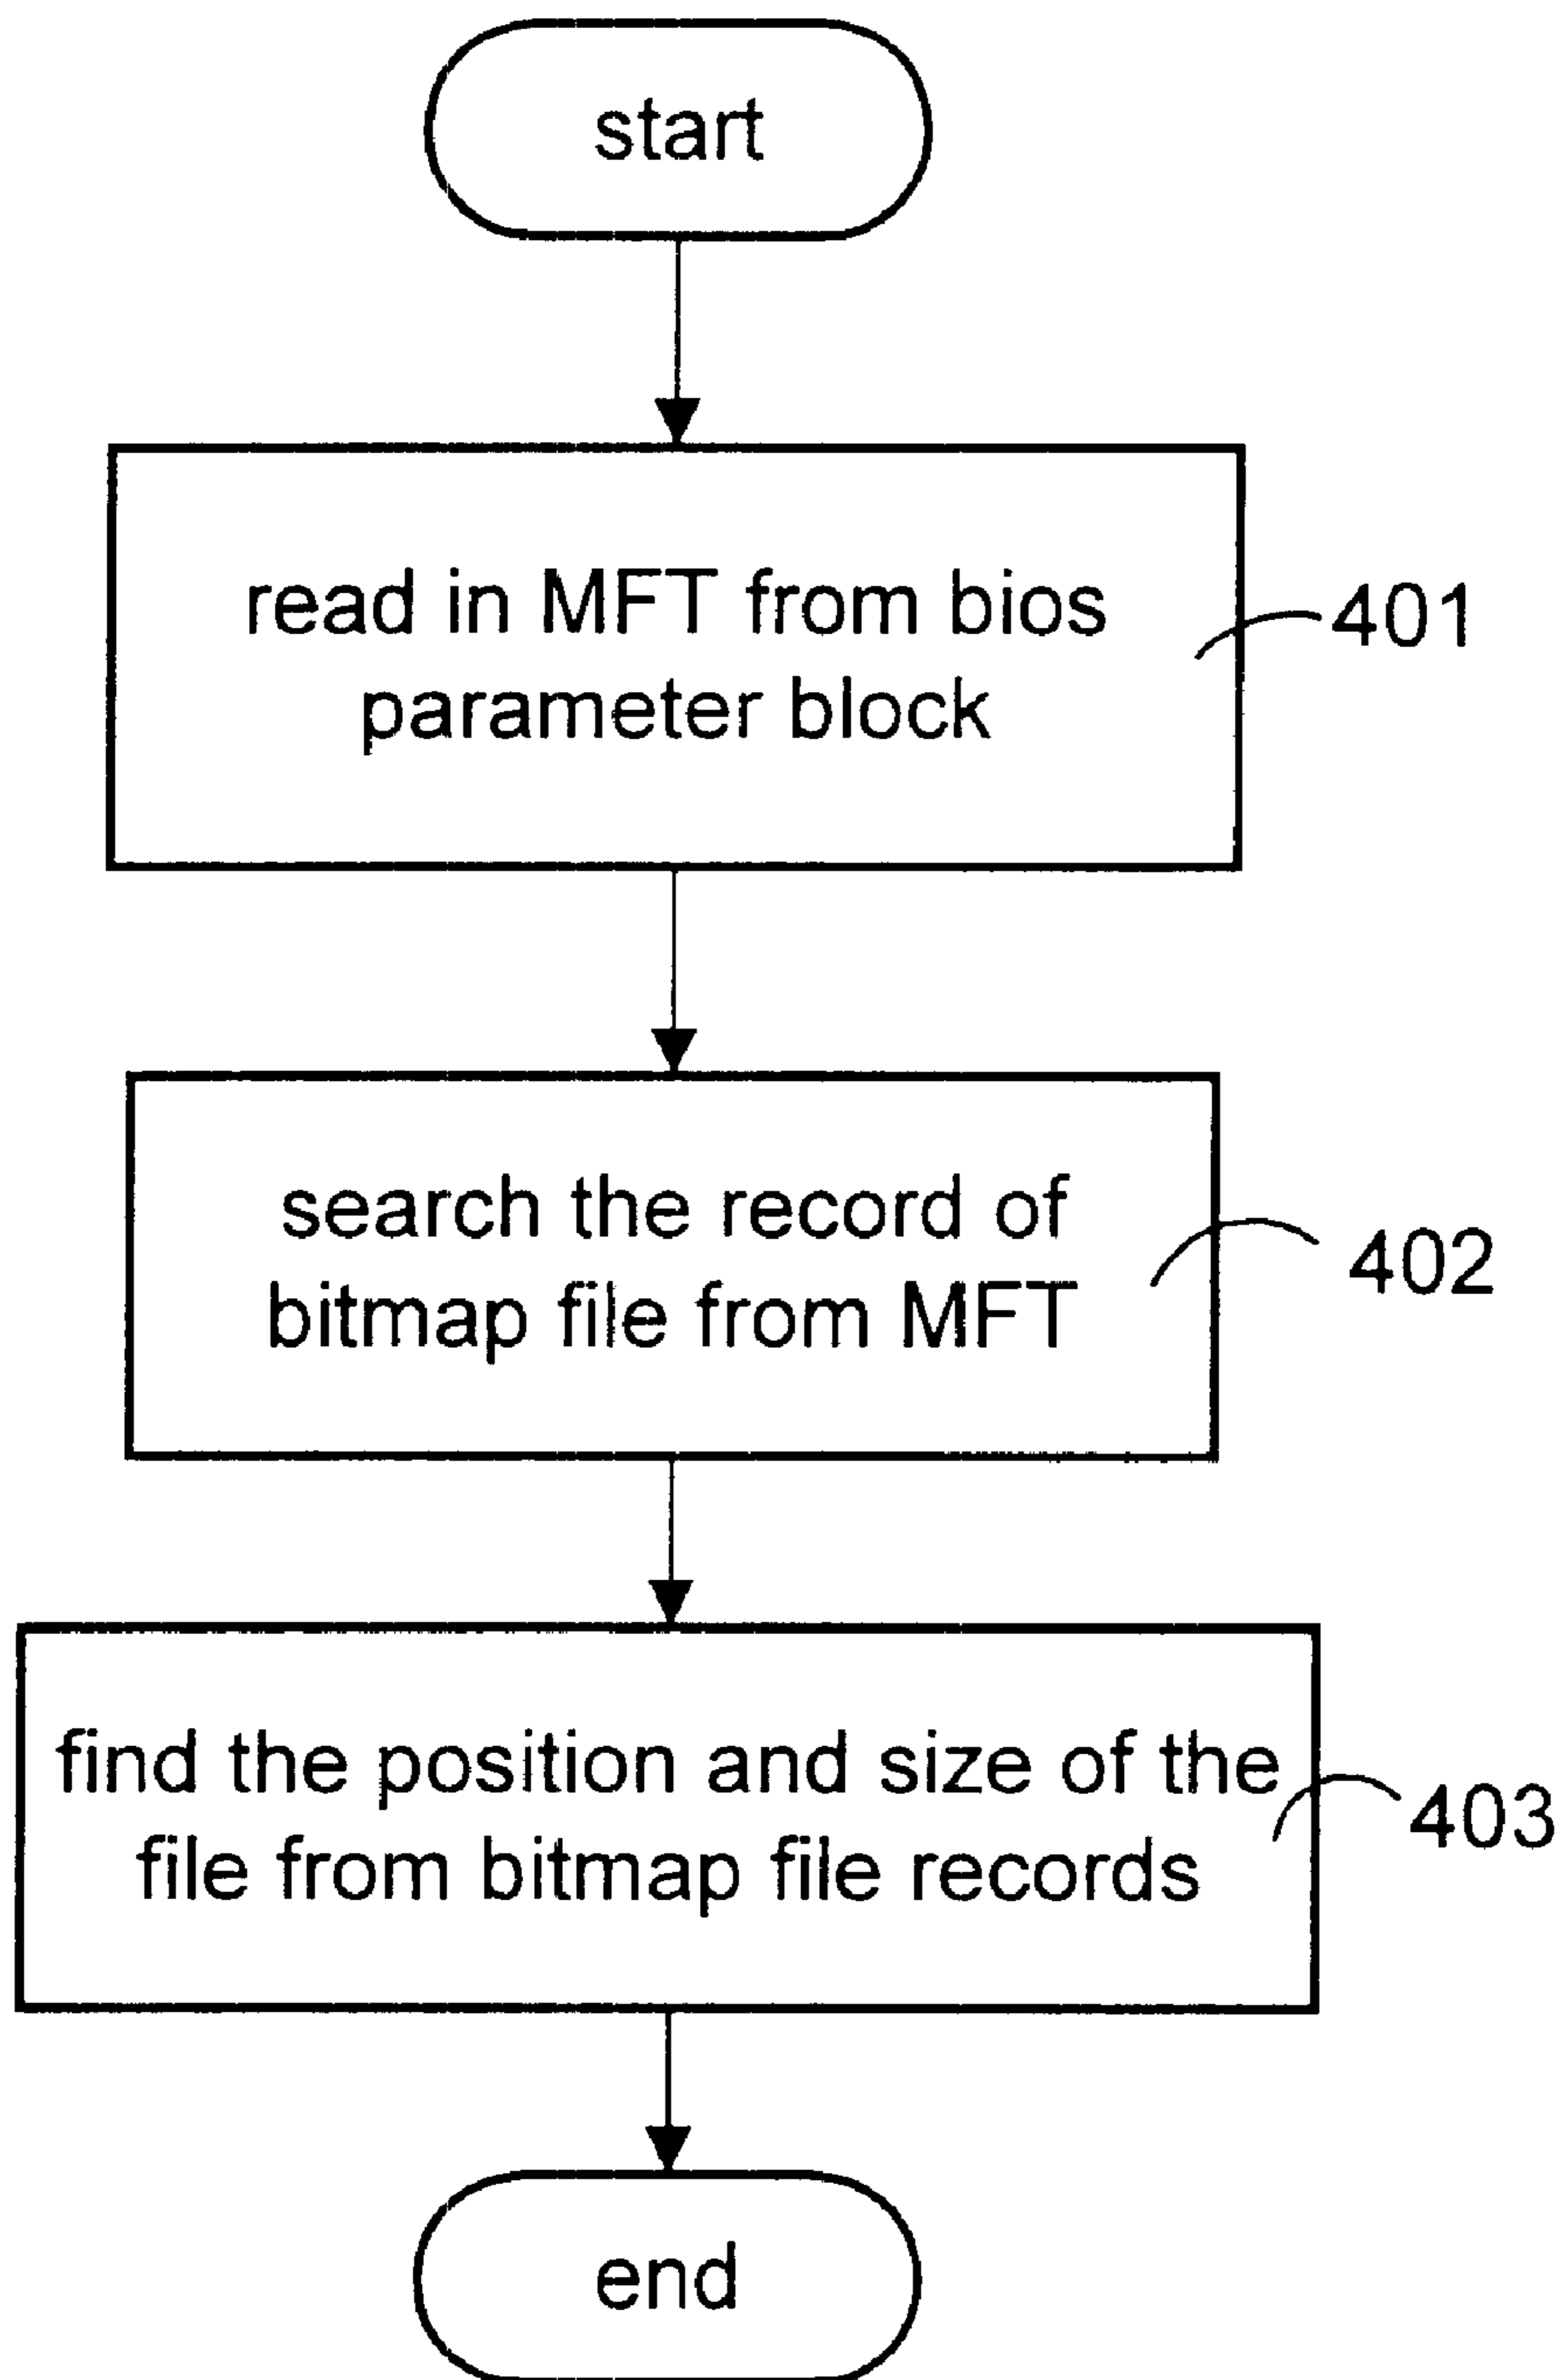 start
read in MFT from bios
parameter block
401
search the record of
bitmap file from MFT
402
find the position and size of the
file from bitmap file records
403
end